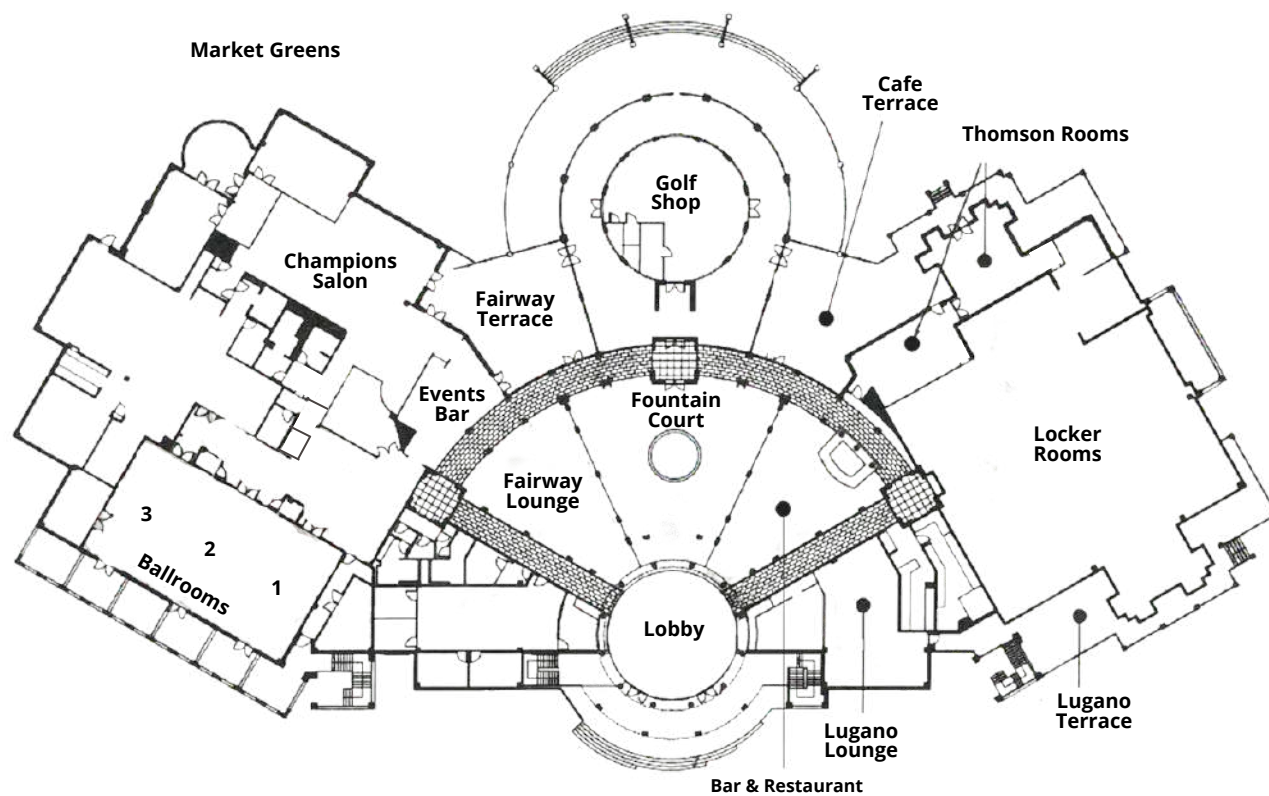 Market Greens
Cafe
Terrace
Thomson Rooms
Golf
Shop
Champions
Salon
Fairway
Terrace
Events
Bar
Fountain
Court
Locker
Rooms
Fairway
Lounge
3
2
1
Ballrooms
Lobby
Lugano
Terrace
Lugano
Lounge
Bar & Restaurant